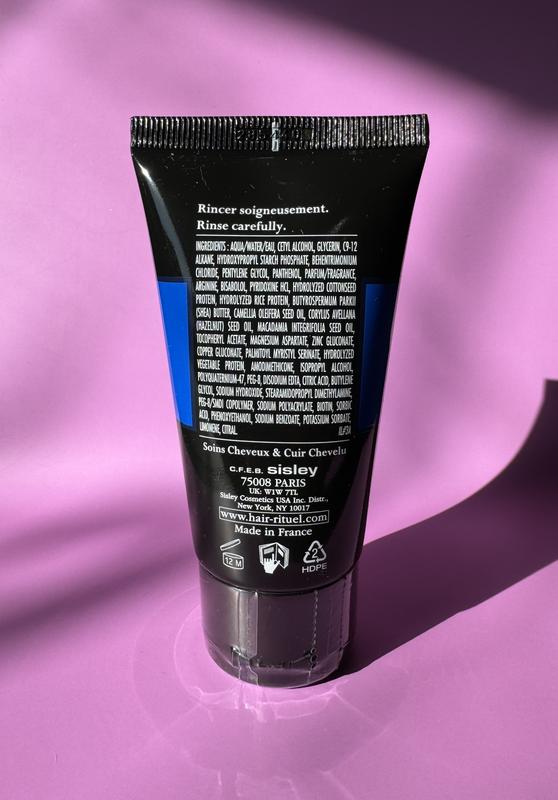 Rincer soigneusement.
Rinse carefully.
INGREDIENTS : AQUA/WATER/EAU, CETYL ALCOHOL, GLYCERIN, C9-12
ALKANE, HYDROXYPROPYL STARCH PHOSPHATE, BEHENTRIMONIUM
CHLORIDE, PENTYLENE GLYCOL, PANTHENOL, PARFUM/FRAGRANCE,
ARGININE, BISABOLOL, PYRIDOXINE HCl, HYDROLYZED COTTONSEED
PROTEIN, HYDROLYZED RICE PROTEIN, BUTYROSPERMUM PARKII
(SHEA) BUTTER, CAMELLIA OLEIFERA SEED OIL, CORYLUS AVELLANA
(HAZELNUT) SEED OIL, MACADAMIA INTEGRIFOLIA SEED OIL,
TOCOPHERYL ACETATE, MAGNESIUM ASPARTATE, ZINC GLUCONATE,
COPPER GLUCONATE, PALMITOYL MYRISTYL SERINATE, HYDROLYZED
VEGETABLE PROTEIN, AMODIMETHICONE, ISOPROPYL ALCOHOL,
POLYQUATERNIUM-47, PEG-8, DISODIUM EDTA, CITRIC ACID, BUTYLENE
GLYCOL, SODIUM HYDROXIDE, STEARAMIDOPROPYL DIMETHYLAMINE,
PEG-8/SMDI COPOLYMER, SODIUM POLYACRYLATE, BIOTIN, SORBIC
ACID, PHENOXYETHANOL, SODIUM BENZOATE, POTASSIUM SORBATE,
LIMONENE, CITRAL.
Soins Cheveux & Cuir Chevelu
C.F.E.B. sisley
75008 PARIS
UK: W1W 7TL
Sisley Cosmetics USA Inc. Distr.,
New York, NY 10017
www.hair-rituel.com
Made in France
12 M
2
HDPE